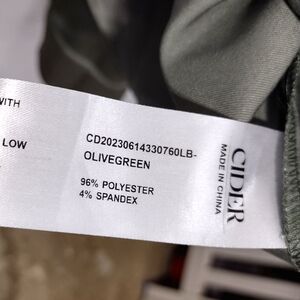 WITH
LOW
CD20230614330760LB-
OLIVEGREEN
96% POLYESTER
4% SPANDEX
CIDER
MADE IN CHINA